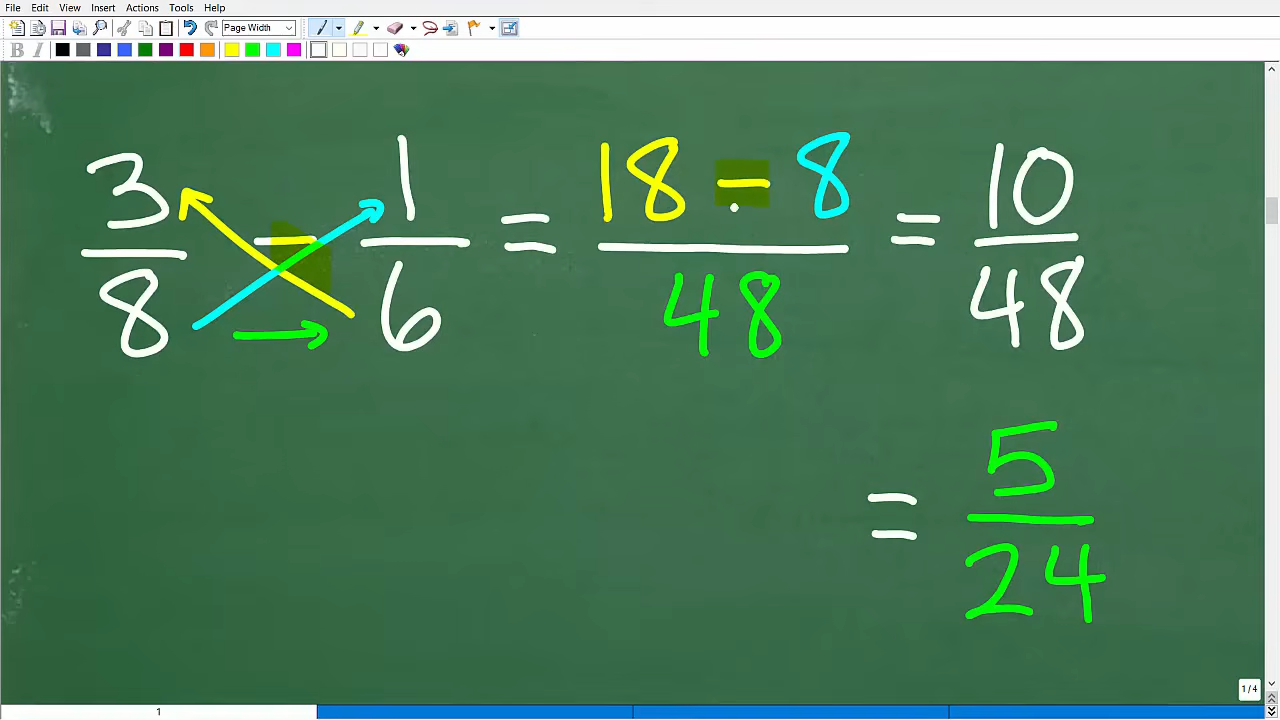 File Edit View Insert Actions Tools Help
Page Width
B I
3/8 - 1/6 = 18 - 8/48 = 10/48
= 5/24
1/4
1